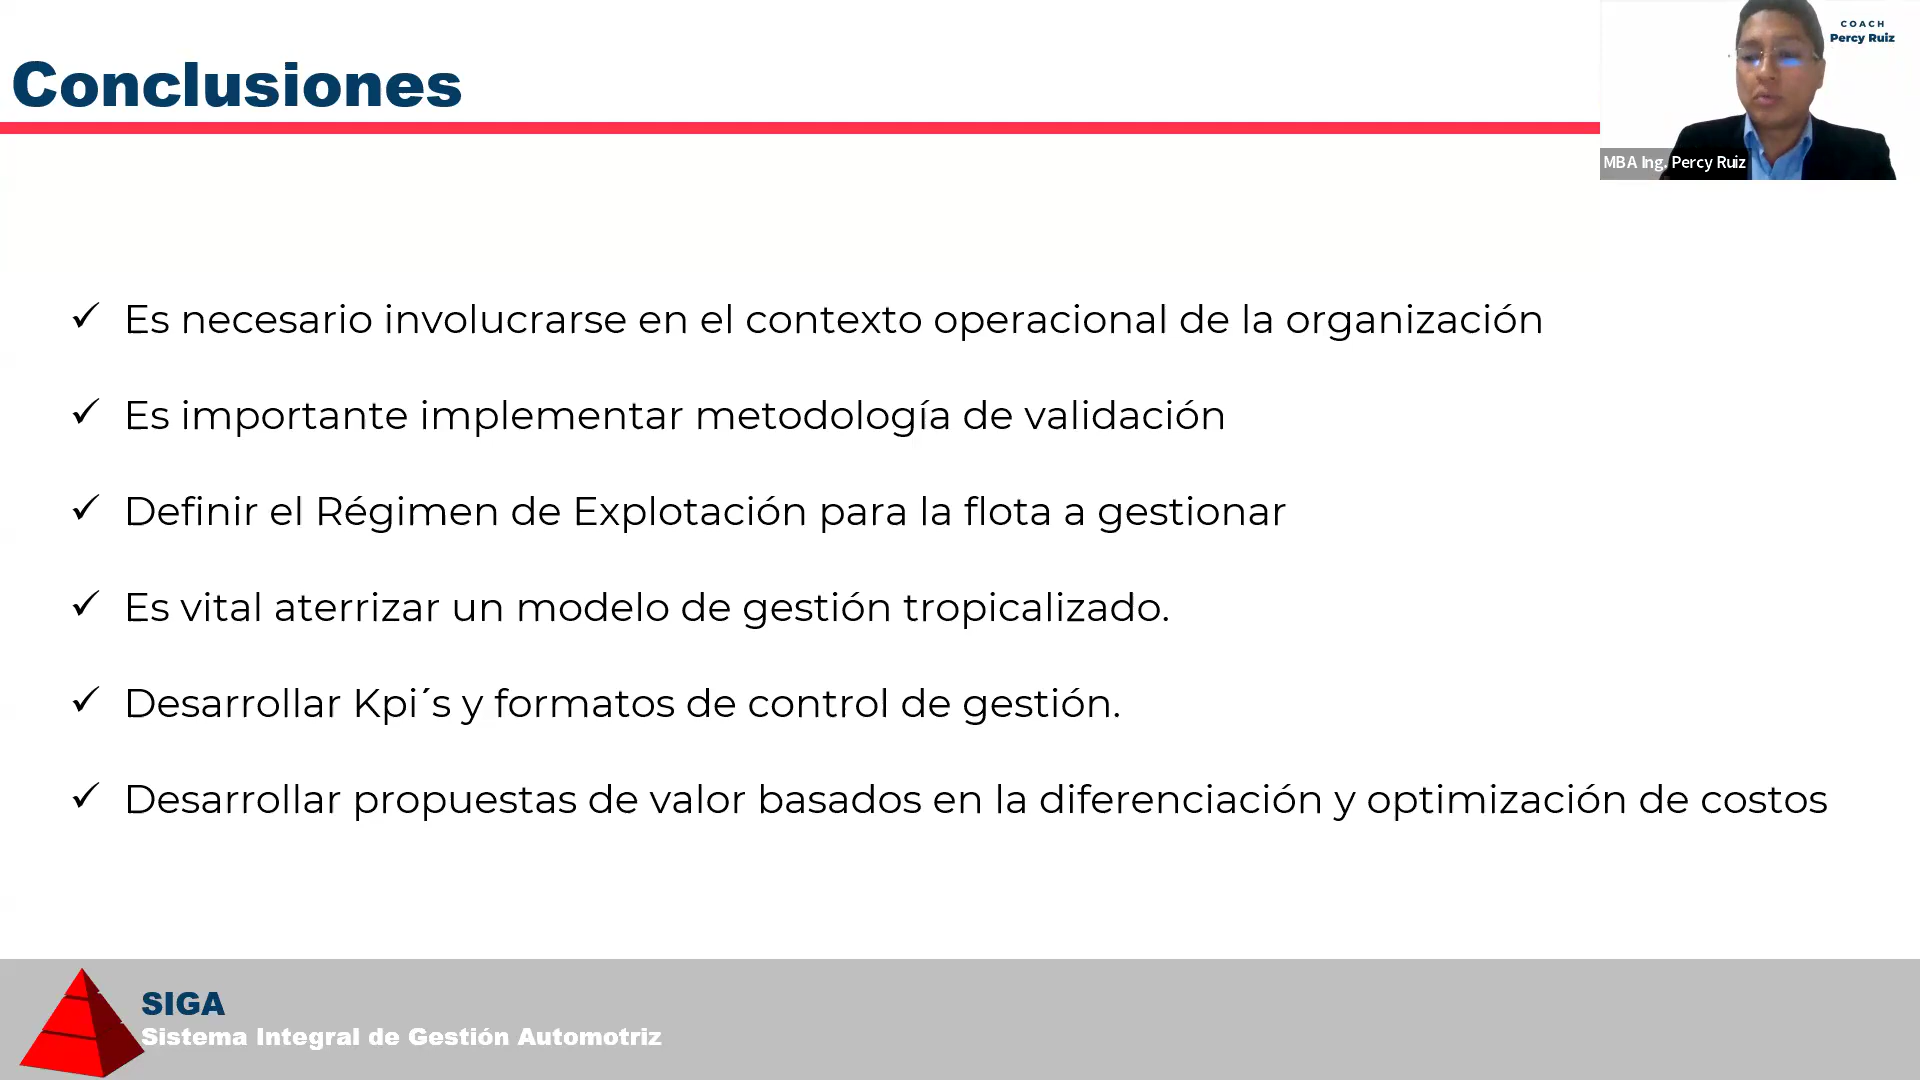 Conclusiones
COACH
Percy Ruiz
MBA Ing. Percy Ruiz
✓ Es necesario involucrarse en el contexto operacional de la organización
✓ Es importante implementar metodología de validación
✓ Definir el Régimen de Explotación para la flota a gestionar
✓ Es vital aterrizar un modelo de gestión tropicalizado.
✓ Desarrollar Kpi´s y formatos de control de gestión.
✓ Desarrollar propuestas de valor basados en la diferenciación y optimización de costos
SIGA
Sistema Integral de Gestión Automotriz